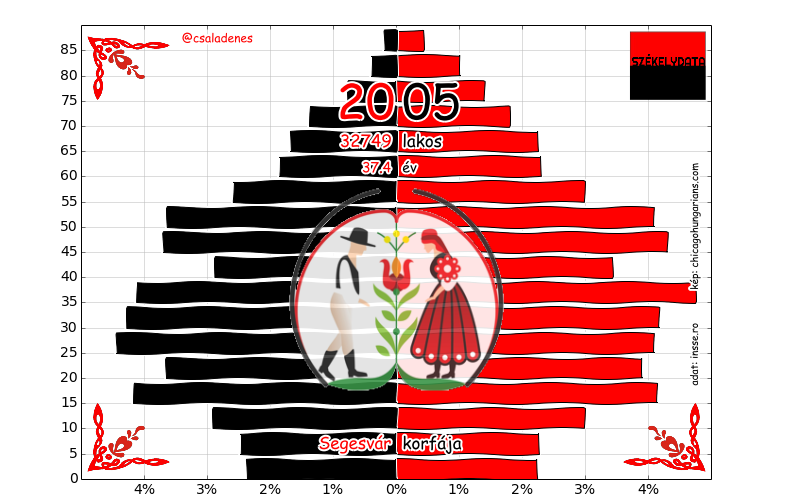 @csaladenes
SZÉKELYDATA
2005
32749 lakos
37.4 év
kép: chicagohungarians.com
adat: insse.ro
Segesvár korfája
85
80
75
70
65
60
55
50
45
40
35
30
25
20
15
10
5
0
4% 3% 2% 1% 0% 1% 2% 3% 4%